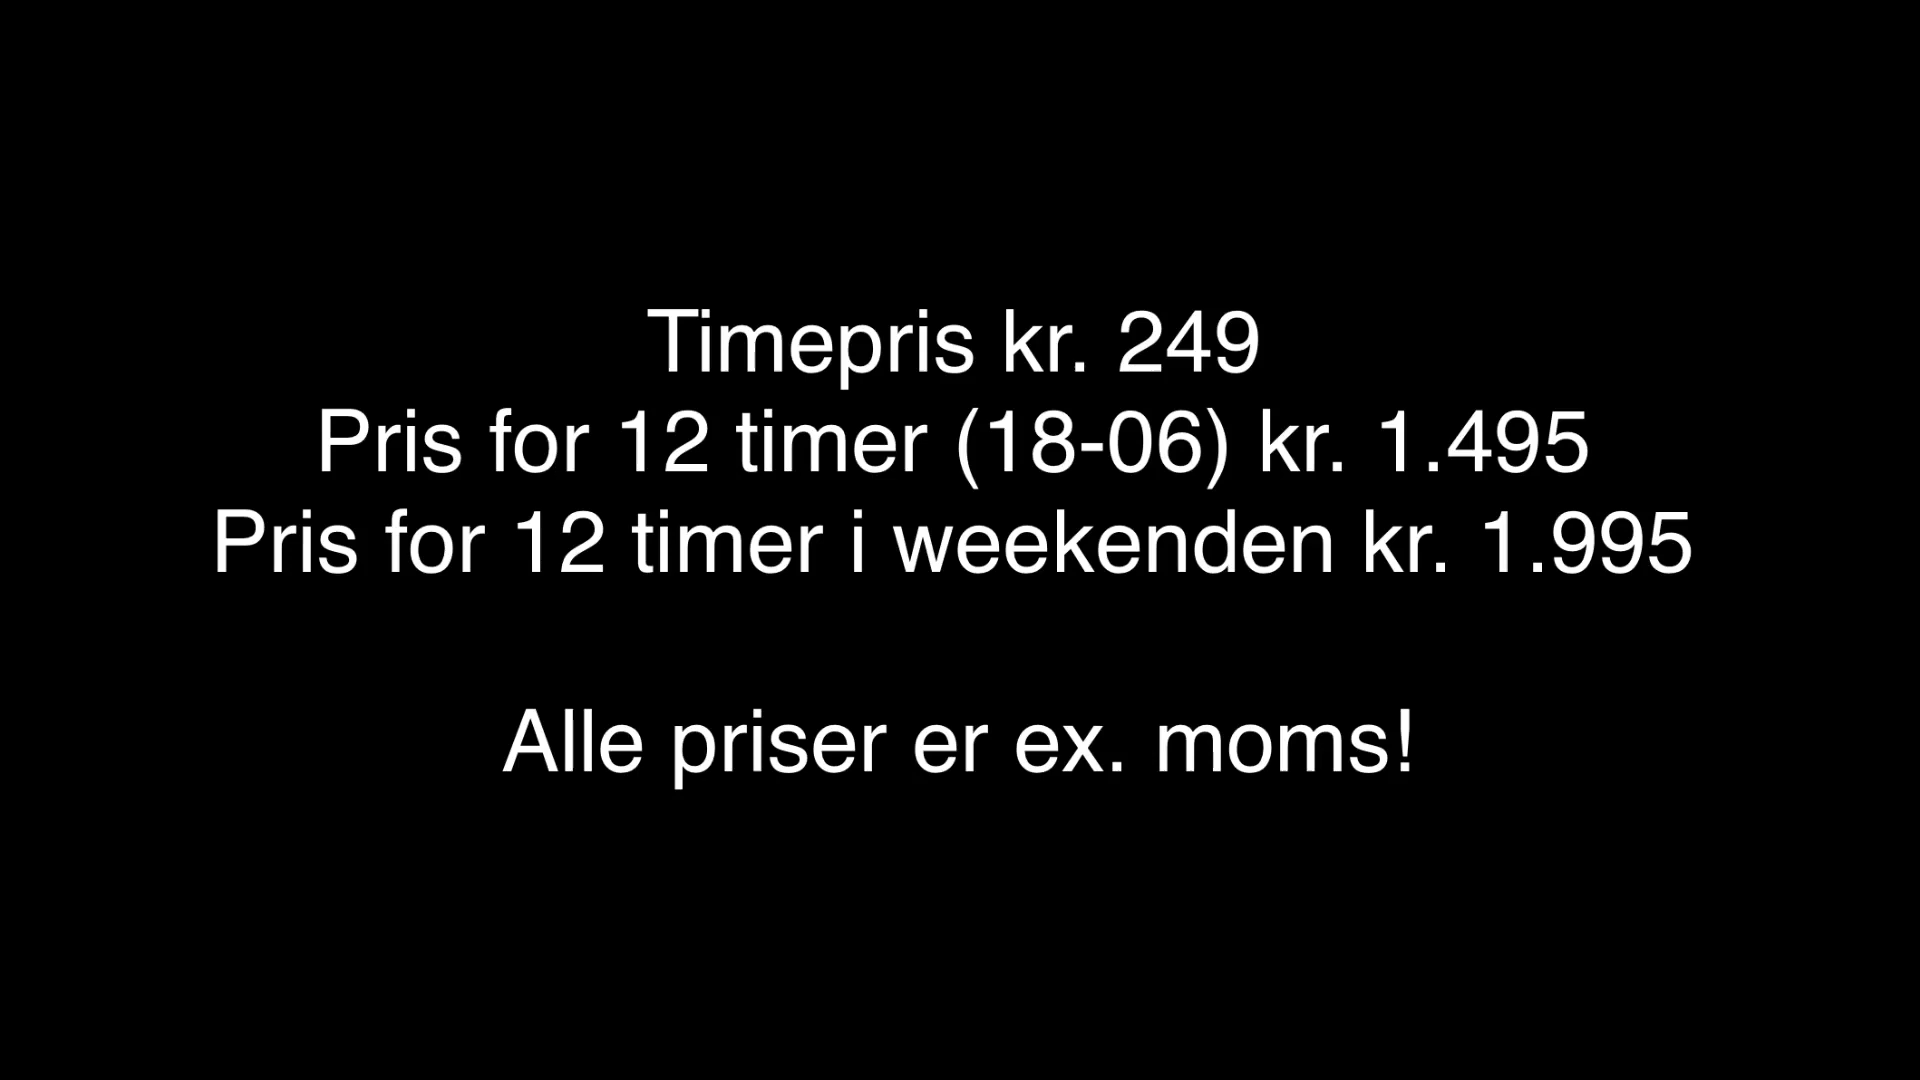 Timepris kr. 249
Pris for 12 timer (18-06) kr. 1.495
Pris for 12 timer i weekenden kr. 1.995
Alle priser er ex. moms!